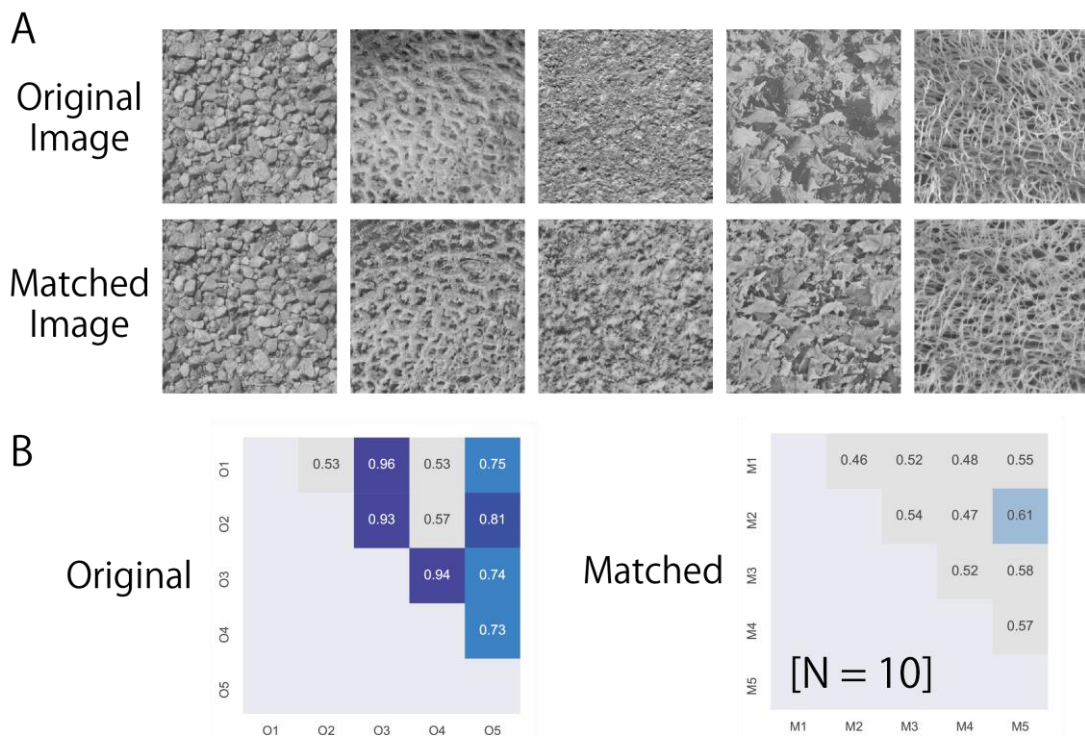 A
Original
Image
Matched
Image
B
Original
O1
0.53 0.96 0.53 0.75
O2
0.93 0.57 0.81
O3
0.94 0.74
O4
0.73
O5
O1 O2 O3 O4 O5
Matched
M1
0.46 0.52 0.48 0.55
M2
0.54 0.47 0.61
M3
0.52 0.58
M4
0.57
M5
[N = 10]
M1 M2 M3 M4 M5